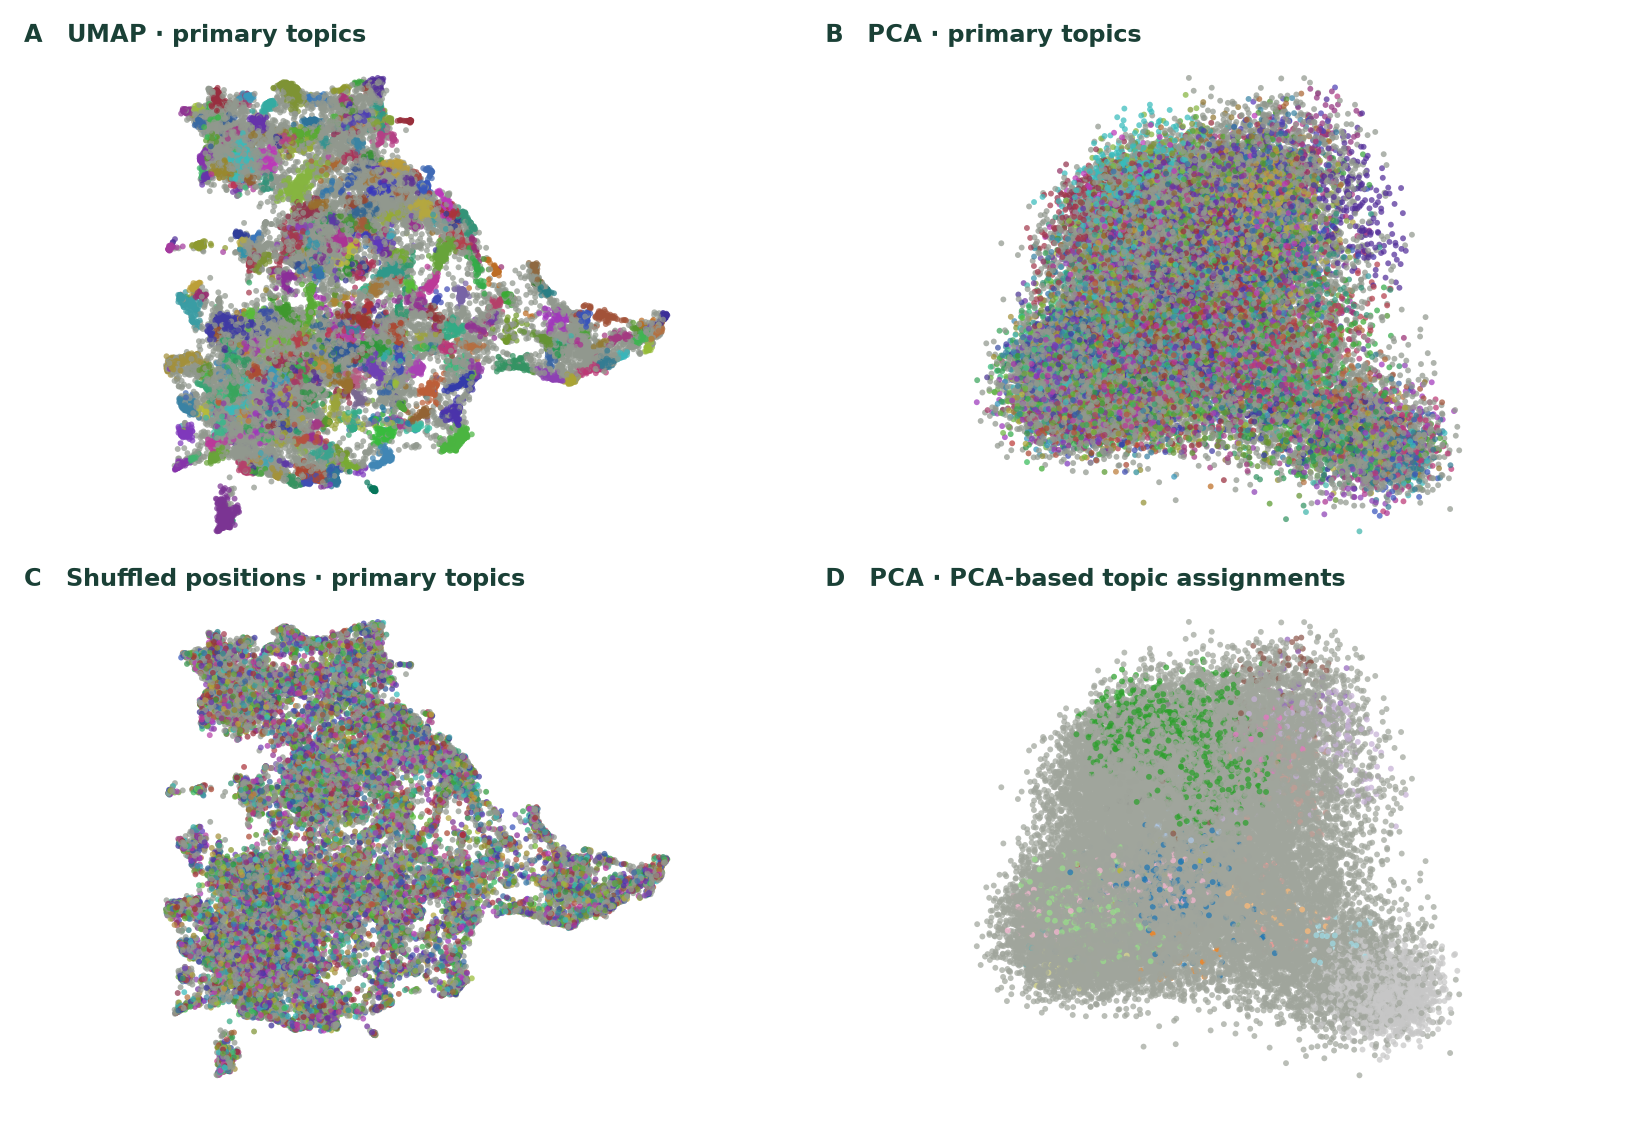 A UMAP · primary topics
B PCA · primary topics
C Shuffled positions · primary topics
D PCA · PCA-based topic assignments